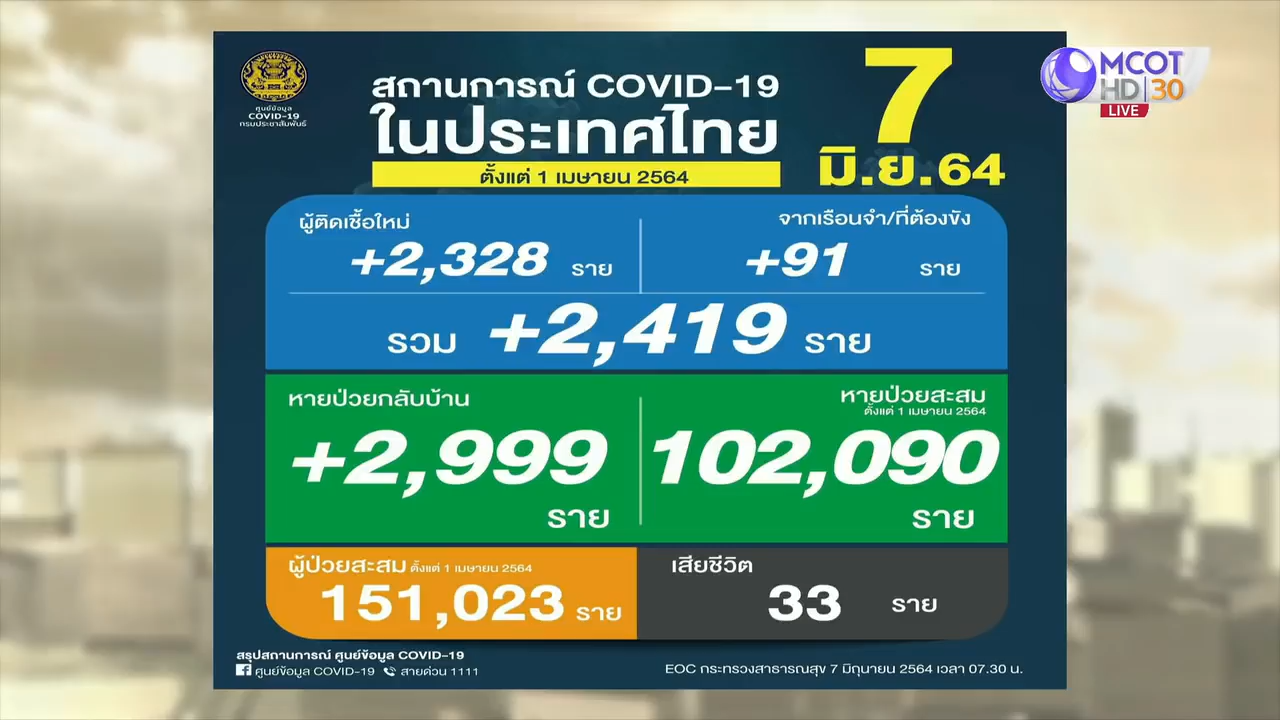 ศูนย์ข้อมูล
COVID-19
กรมประชาสัมพันธ์
สถานการณ์ COVID-19
ในประเทศไทย
ตั้งแต่ 1 เมษายน 2564
7
มิ.ย.64
MCOT
HD 30
LIVE
ผู้ติดเชื้อใหม่
+2,328 ราย
จากเรือนจำ/ที่ต้องขัง
+91 ราย
รวม +2,419 ราย
หายป่วยกลับบ้าน
+2,999
ราย
หายป่วยสะสม
ตั้งแต่ 1 เมษายน 2564
102,090
ราย
ผู้ป่วยสะสม ตั้งแต่ 1 เมษายน 2564
151,023 ราย
เสียชีวิต
33 ราย
สรุปสถานการณ์ ศูนย์ข้อมูล COVID-19
ศูนย์ข้อมูล COVID-19 สายด่วน 1111
EOC กระทรวงสาธารณสุข 7 มิถุนายน 2564 เวลา 07.30 น.